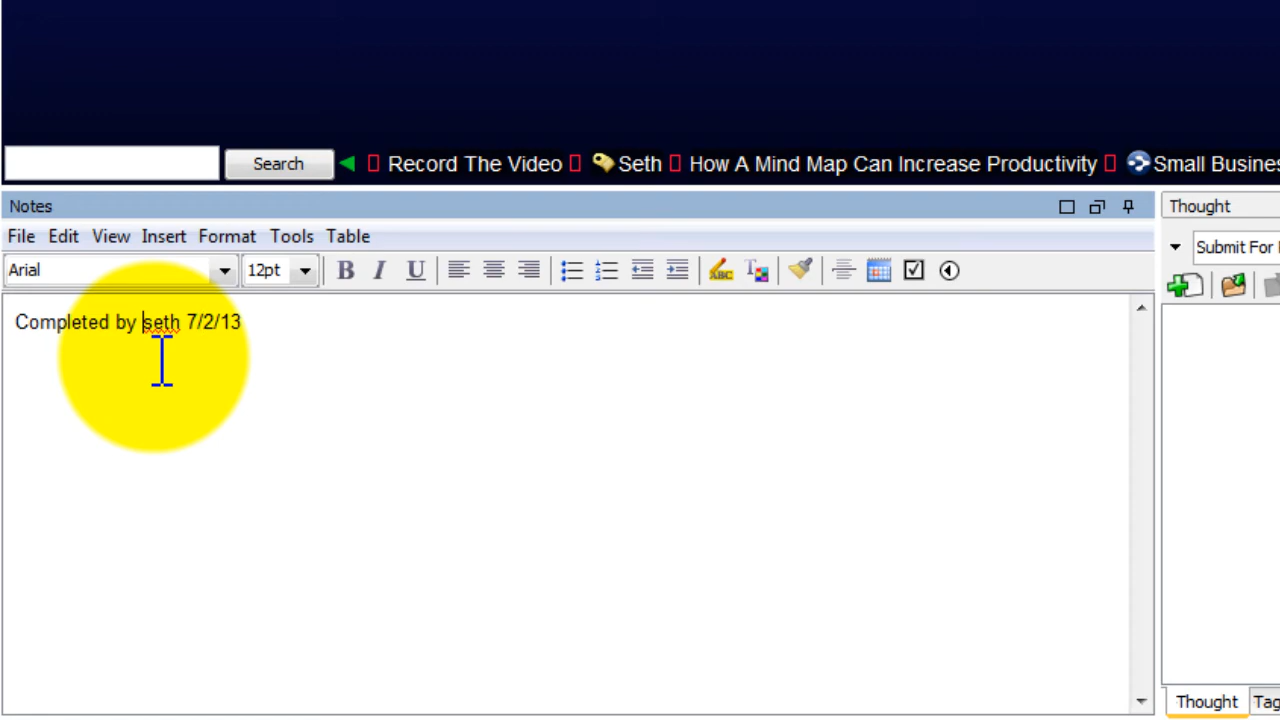 Search Record The Video Seth How A Mind Map Can Increase Productivity Small Busines
Notes
Thought
File Edit View Insert Format Tools Table
Submit For
Arial 12pt B I U ABC T
Completed by seth 7/2/13
Thought Tag